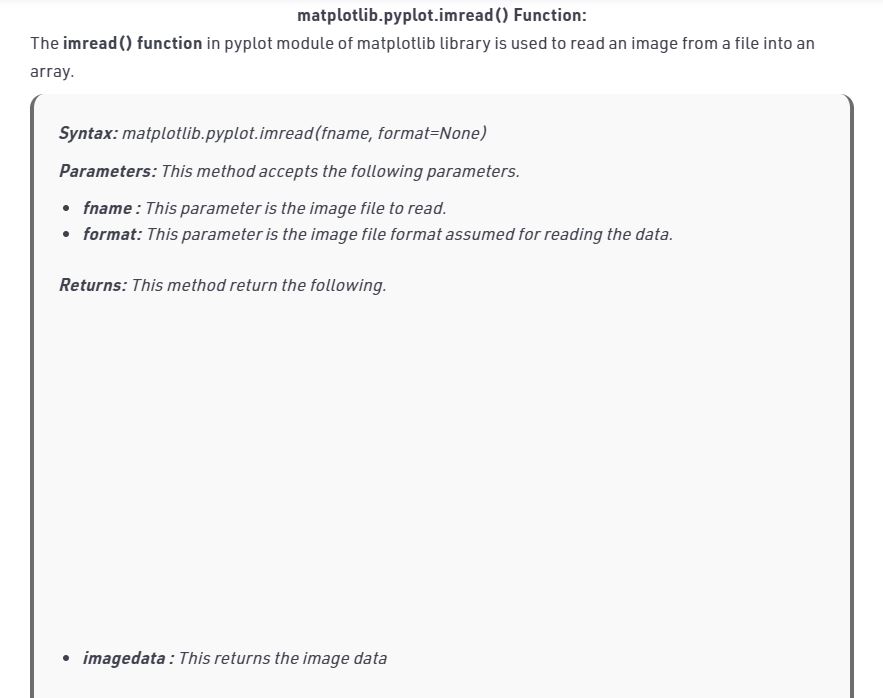 matplotlib.pyplot.imread() Function:
The imread() function in pyplot module of matplotlib library is used to read an image from a file into an
array.
Syntax: matplotlib.pyplot.imread(fname, format=None)
Parameters: This method accepts the following parameters.
• fname : This parameter is the image file to read.
• format: This parameter is the image file format assumed for reading the data.
Returns: This method return the following.
• imagedata : This returns the image data